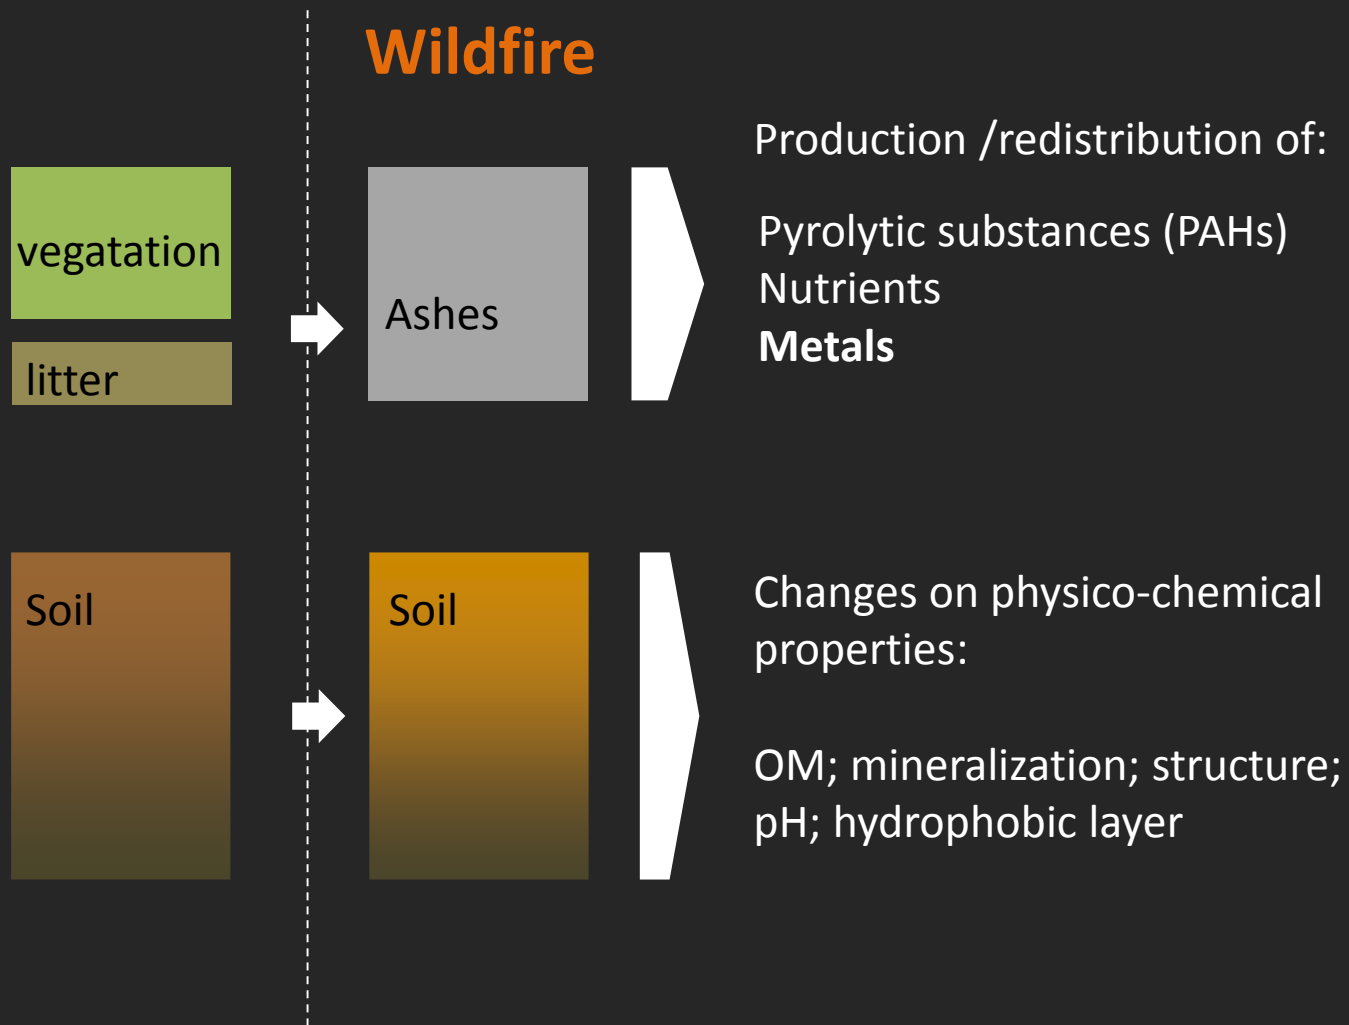 Wildfire
vegatation
litter
Ashes
Production /redistribution of:
Pyrolytic substances (PAHs)
Nutrients
Metals
Soil
Soil
Changes on physico-chemical
properties:
OM; mineralization; structure;
pH; hydrophobic layer